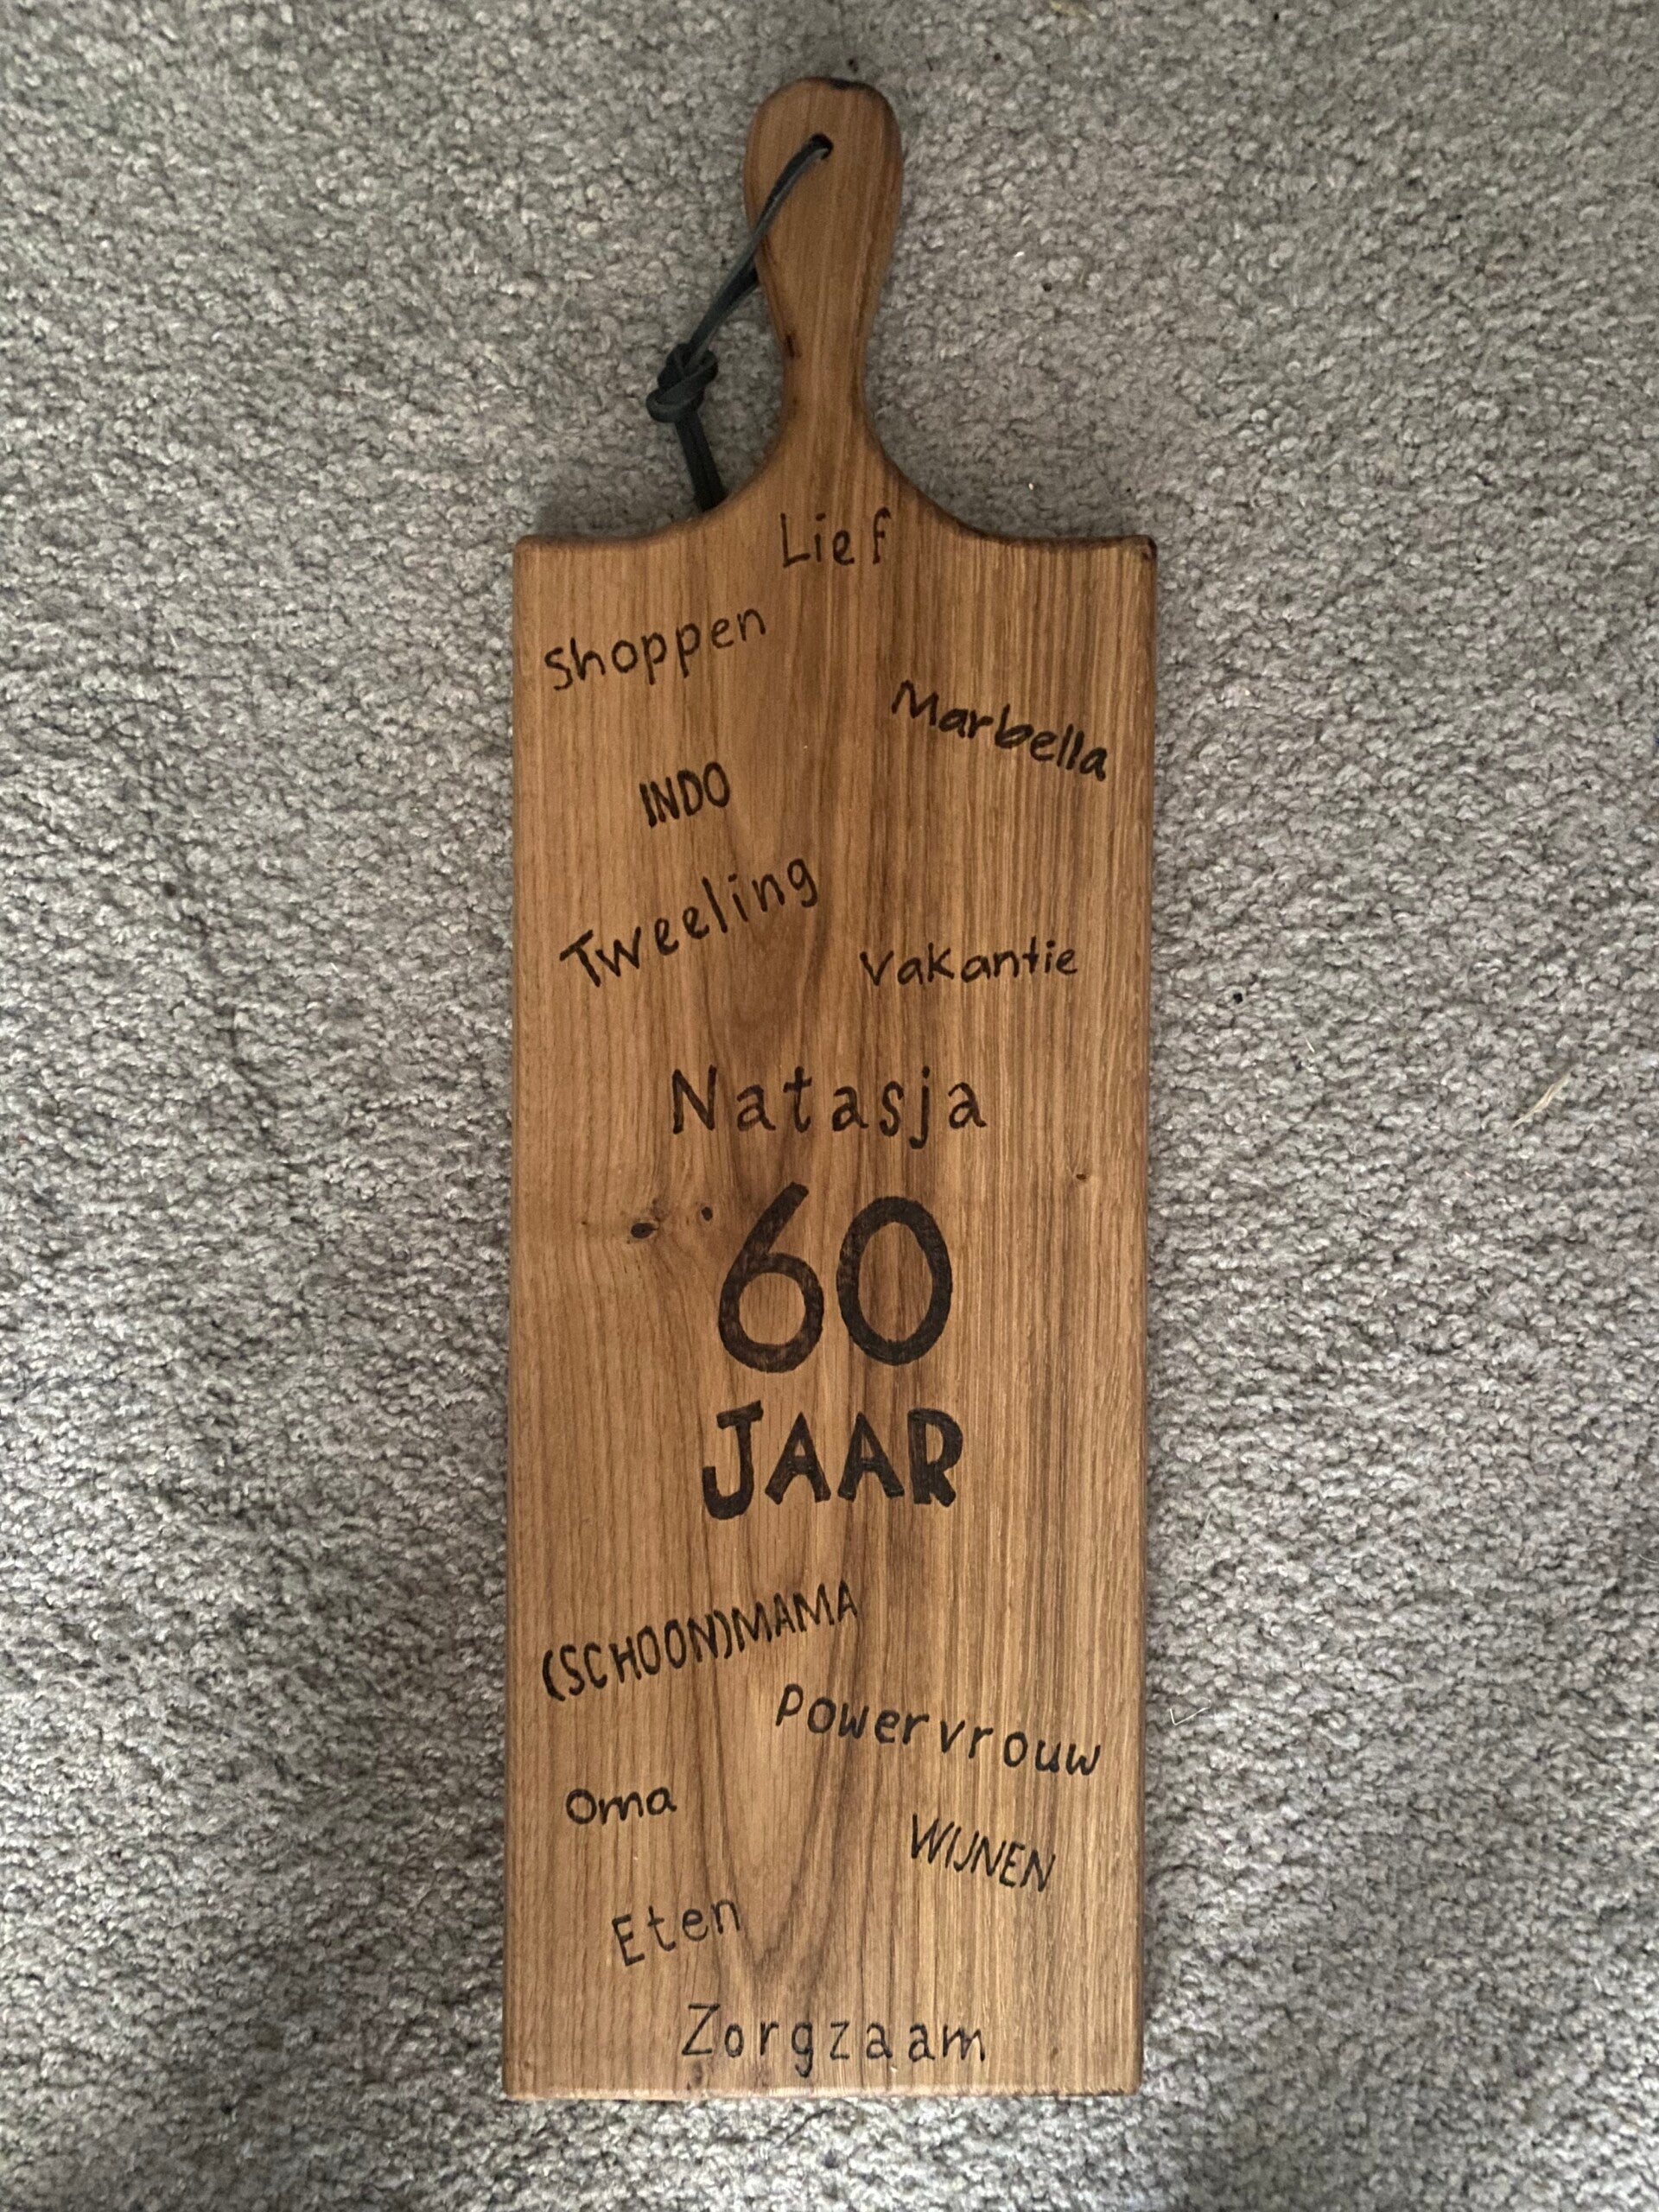 Lief
Shoppen
Marbella
INDO
Tweeling
Vakantie
Natasja
60
JAAR
(SCHOON)MAMA
Powervrouw
Oma
WIJNEN
Eten
Zorgzaam